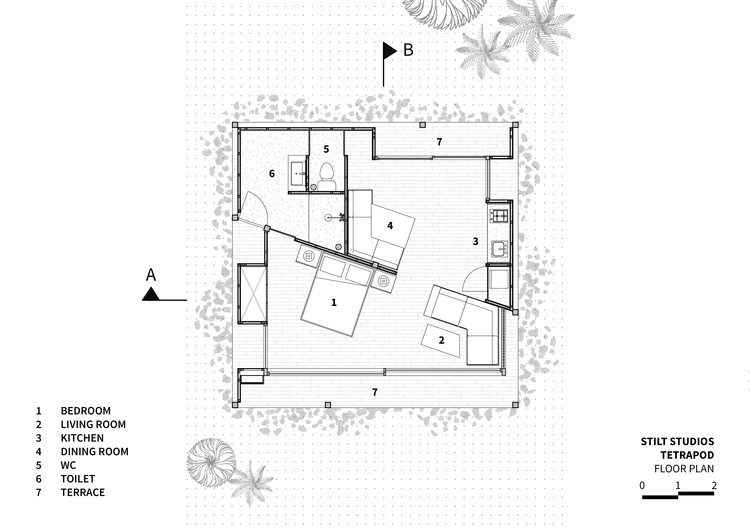 B
7
5
6
4
3
A
1
2
7
1 BEDROOM
2 LIVING ROOM
3 KITCHEN
4 DINING ROOM
5 WC
6 TOILET
7 TERRACE
STILT STUDIOS
TETRAPOD
FLOOR PLAN
0 1 2